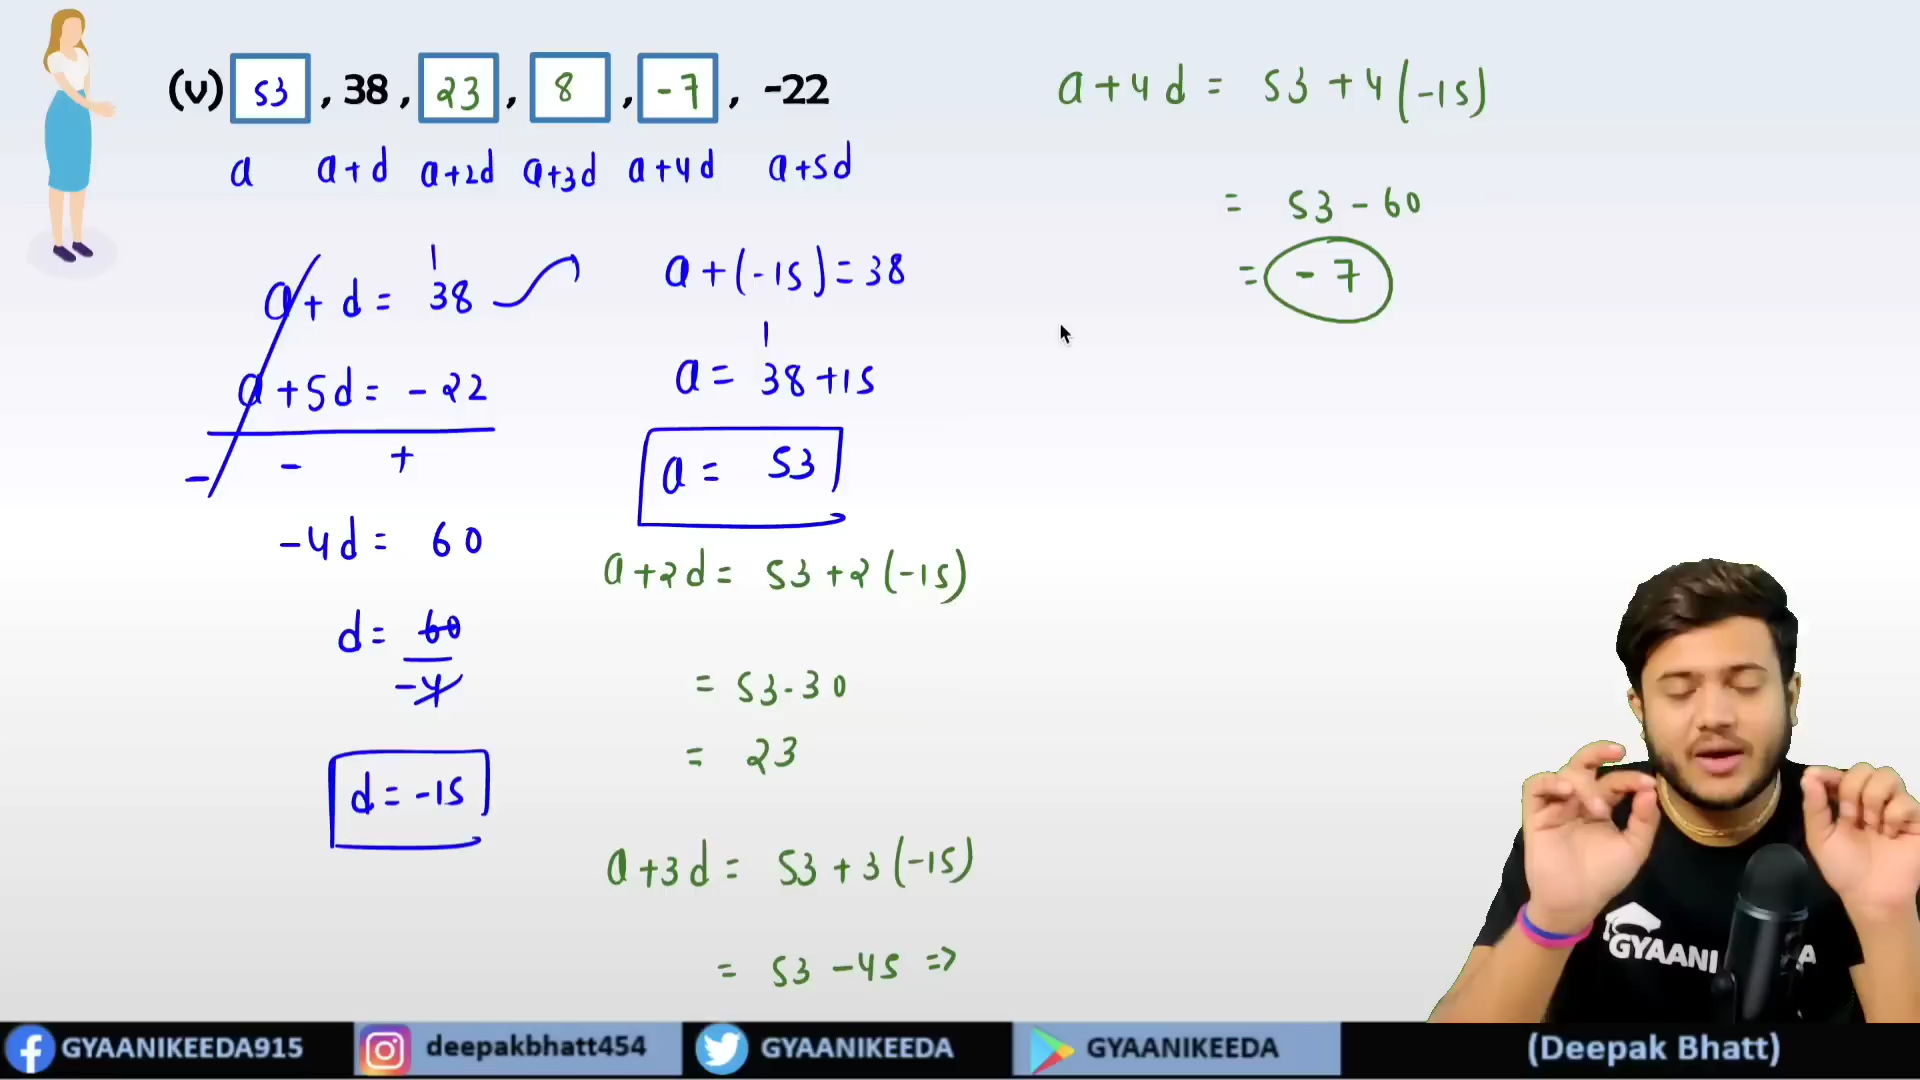 (v) 53 , 38 , 23 , 8 , -7 , -22
a a+d a+2d a+3d a+4d a+5d
a+d = 38
a+5d = -22
- - +
-4d = 60
d = 60
-4
d = -15
a+(-15)=38
a = 38+15
a = 53
a+2d = 53+2(-15)
= 53-30
= 23
a+3d = 53+3(-15)
= 53-45 =>
a+4d = 53+4(-15)
= 53-60
= -7
GYAANI A
GYAANIKEEDA915 deepakbhatt454 GYAANIKEEDA GYAANIKEEDA (Deepak Bhatt)